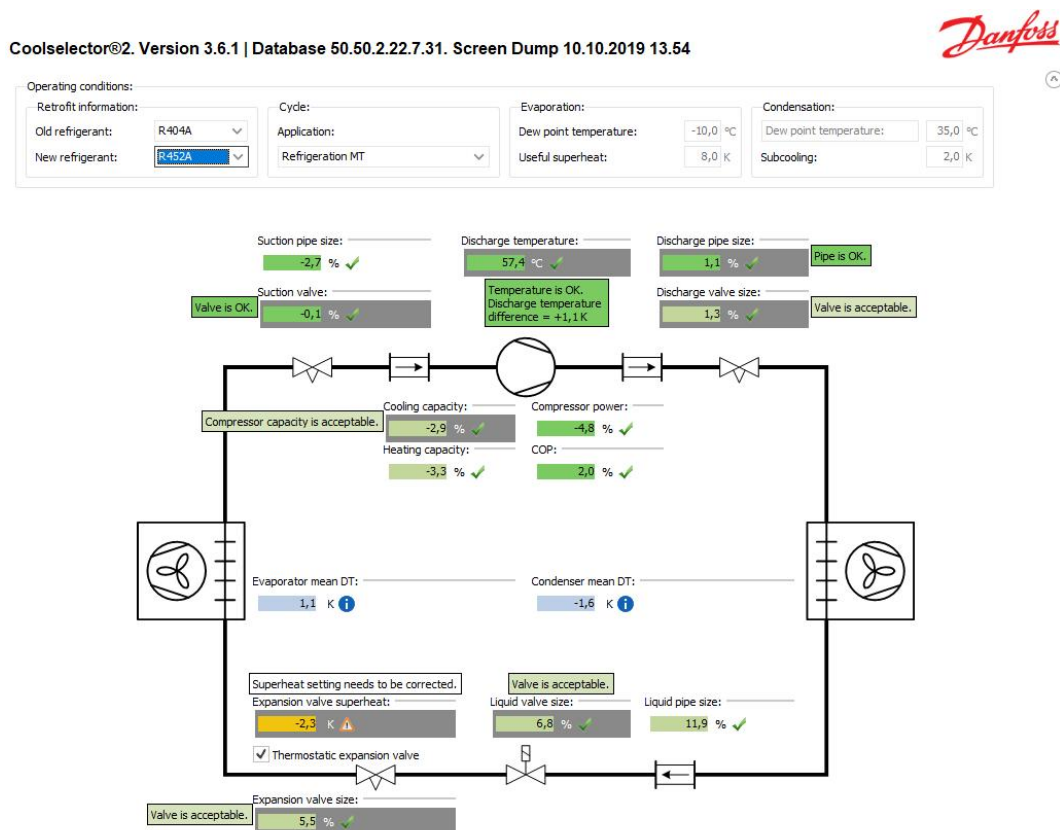 Danfoss
Coolselector®2. Version 3.6.1 | Database 50.50.2.22.7.31. Screen Dump 10.10.2019 13.54
Operating conditions:
Retrofit information:
Old refrigerant: R404A
New refrigerant: R452A
Cycle:
Application:
Refrigeration MT
Evaporation:
Dew point temperature: -10,0 °C
Useful superheat: 8,0 K
Condensation:
Dew point temperature: 35,0 °C
Subcooling: 2,0 K
Suction pipe size:
-2,7 %
Discharge temperature:
57,4 °C
Discharge pipe size:
1,1 %
Pipe is OK.
Valve is OK.
Suction valve:
-0,1 %
Temperature is OK.
Discharge temperature
difference = +1,1 K
Discharge valve size:
1,3 %
Valve is acceptable.
Compressor capacity is acceptable.
Cooling capacity:
-2,9 %
Compressor power:
-4,8 %
Heating capacity:
-3,3 %
COP:
2,0 %
Evaporator mean DT:
1,1 K
Condenser mean DT:
-1,6 K
Superheat setting needs to be corrected.
Expansion valve superheat:
-2,3 K
Thermostatic expansion valve
Valve is acceptable.
Liquid valve size:
6,8 %
Liquid pipe size:
11,9 %
Valve is acceptable.
Expansion valve size:
5,5 %